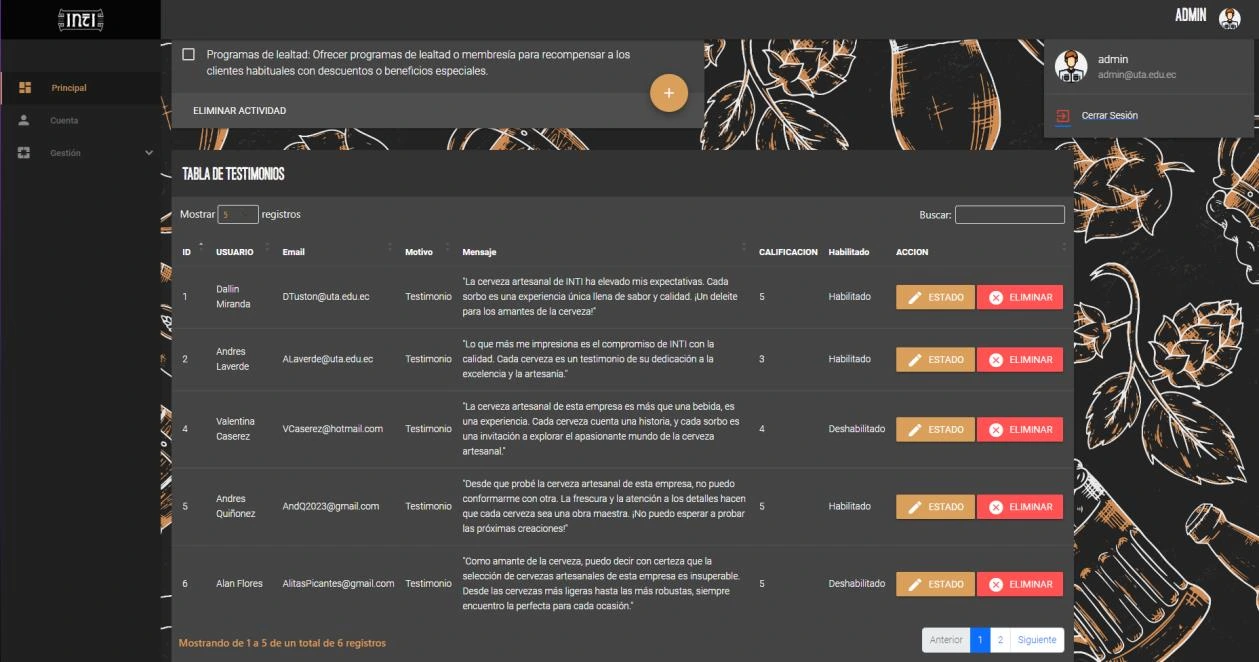 INTI
ADMIN
Principal
Cuenta
Gestión
Programas de lealtad: Ofrecer programas de lealtad o membresía para recompensar a los
clientes habituales con descuentos o beneficios especiales.
+
ELIMINAR ACTIVIDAD
admin
admin@uta.edu.ec
Cerrar Sesión
TABLA DE TESTIMONIOS
Mostrar 5 registros
Buscar:
ID USUARIO Email Motivo Mensaje CALIFICACION Habilitado ACCION
1 Dallin Miranda DTuston@uta.edu.ec Testimonio "La cerveza artesanal de INTI ha elevado mis expectativas. Cada
sorbo es una experiencia única llena de sabor y calidad. ¡Un deleite
para los amantes de la cerveza!" 5 Habilitado ESTADO ELIMINAR
2 Andres Laverde ALaverde@uta.edu.ec Testimonio "Lo que más me impresiona es el compromiso de INTI con la
calidad. Cada cerveza es un testimonio de su dedicación a la
excelencia y la artesanía." 3 Habilitado ESTADO ELIMINAR
4 Valentina Caserez VCaserez@hotmail.com Testimonio "La cerveza artesanal de esta empresa es más que una bebida, es
una experiencia. Cada cerveza cuenta una historia, y cada sorbo es
una invitación a explorar el apasionante mundo de la cerveza
artesanal." 4 Deshabilitado ESTADO ELIMINAR
5 Andres Quiñonez AndQ2023@gmail.com Testimonio "Desde que probé la cerveza artesanal de esta empresa, no puedo
conformarme con otra. La frescura y la atención a los detalles hacen
que cada cerveza sea una obra maestra. ¡No puedo esperar a probar
las próximas creaciones!" 5 Habilitado ESTADO ELIMINAR
6 Alan Flores AlitasPicantes@gmail.com Testimonio "Como amante de la cerveza, puedo decir con certeza que la
selección de cervezas artesanales de esta empresa es insuperable.
Desde las cervezas más ligeras hasta las más robustas, siempre
encuentro la perfecta para cada ocasión." 5 Deshabilitado ESTADO ELIMINAR
Mostrando de 1 a 5 de un total de 6 registros
Anterior 1 2 Siguiente